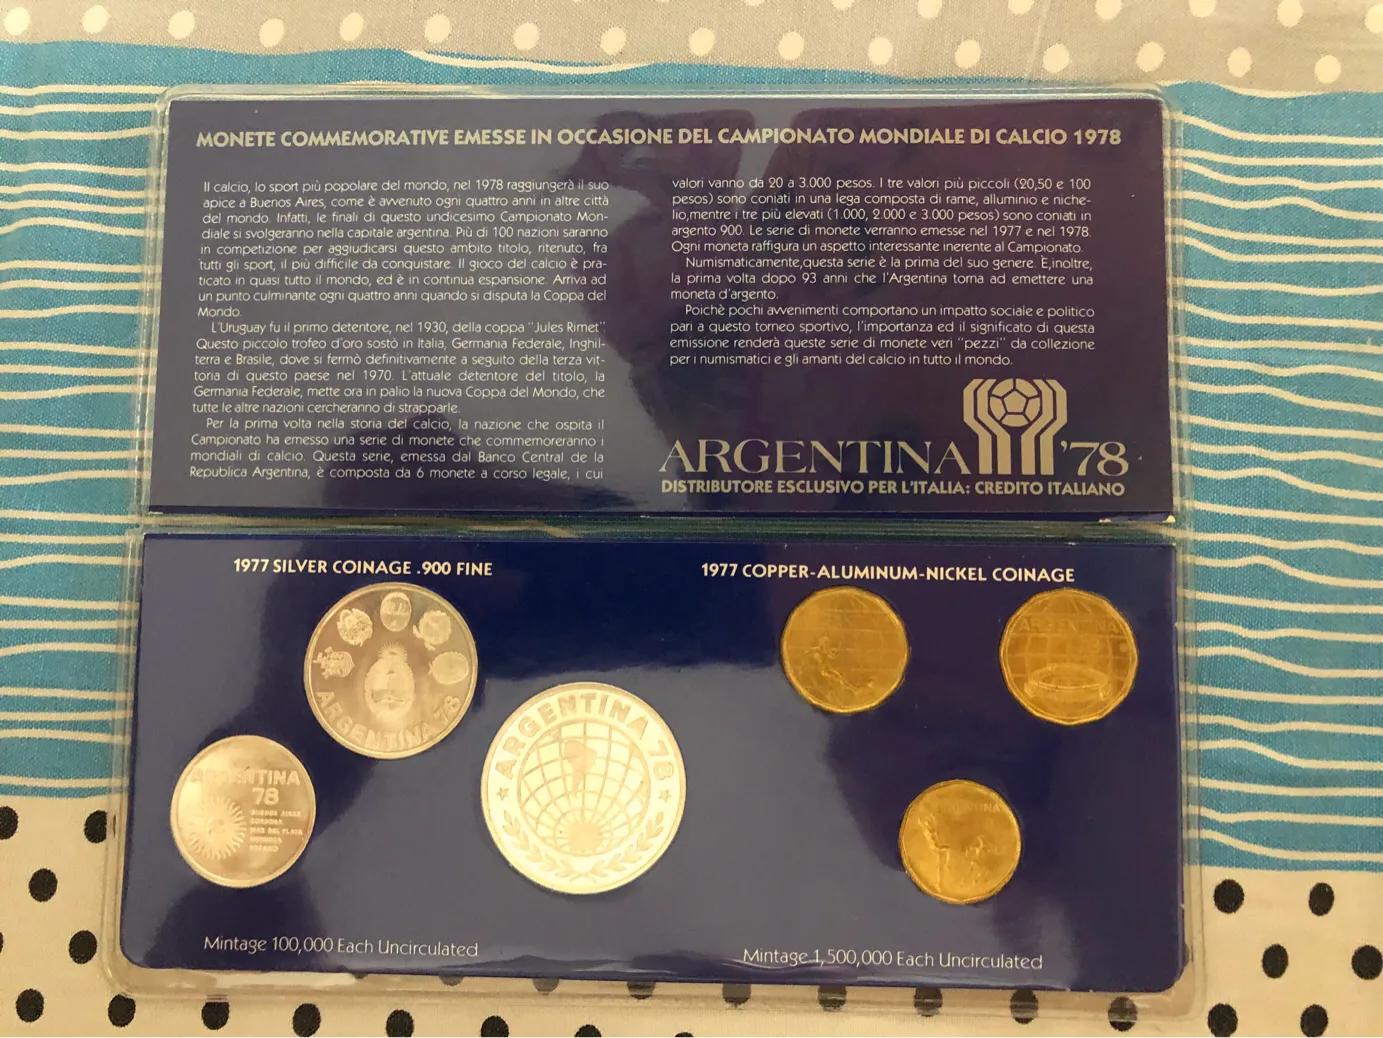 MONETE COMMEMORATIVE EMESSE IN OCCASIONE DEL CAMPIONATO MONDIALE DI CALCIO 1978
Il calcio, lo sport più popolare del mondo, nel 1978 raggiungerà il suo
apice a Buenos Aires, come è avvenuto ogni quattro anni in altre città
del mondo. Infatti, le finali di questo undicesimo Campionato Mon-
diale si svolgeranno nella capitale argentina. Più di 100 nazioni saranno
in competizione per aggiudicarsi questo ambito titolo, ritenuto, fra
tutti gli sport, il più difficile da conquistare. Il gioco del calcio è pra-
ticato in quasi tutto il mondo, ed è in continua espansione. Arriva ad
un punto culminante ogni quattro anni quando si disputa la Coppa del
Mondo.
L'Uruguay fu il primo detentore, nel 1930, della coppa "Jules Rimet".
Questo piccolo trofeo d'oro sostò in Italia, Germania Federale, Inghil-
terra e Brasile, dove si fermò definitivamente a seguito della terza vit-
toria di questo paese nel 1970. L'attuale detentore del titolo, la
Germania Federale, mette ora in palio la nuova Coppa del Mondo, che
tutte le altre nazioni cercheranno di strapparle.
Per la prima volta nella storia del calcio, la nazione che ospita il
Campionato ha emesso una serie di monete che commemoreranno i
mondiali di calcio. Questa serie, emessa dal Banco Central de la
Republica Argentina, è composta da 6 monete a corso legale, i cui
valori vanno da 20 a 3.000 pesos. I tre valori più piccoli (20,50 e 100
pesos) sono coniati in una lega composta di rame, alluminio e niche-
lio,mentre i tre più elevati (1.000, 2.000 e 3.000 pesos) sono coniati in
argento 900. Le serie di monete verranno emesse nel 1977 e nel 1978.
Ogni moneta raffigura un aspetto interessante inerente al Campionato.
Numismaticamente,questa serie è la prima del suo genere. E,inoltre,
la prima volta dopo 93 anni che l'Argentina torna ad emettere una
moneta d'argento.
Poichè pochi avvenimenti comportano un impatto sociale e politico
pari a questo torneo sportivo, l'importanza ed il significato di questa
emissione renderà queste serie di monete veri "pezzi" da collezione
per i numismatici e gli amanti del calcio in tutto il mondo.
ARGENTINA '78
DISTRIBUTORE ESCLUSIVO PER L'ITALIA: CREDITO ITALIANO
1977 SILVER COINAGE .900 FINE
1977 COPPER-ALUMINUM-NICKEL COINAGE
ARGENTINA 78
ARGENTINA 78
ARGENTINA
78
BUENOS AIRES
CORDOBA
MAR DEL PLATA
MENDOZA
ROSARIO
ARGENTINA
ARGENTINA
Mintage 100,000 Each Uncirculated
Mintage 1,500,000 Each Uncirculated